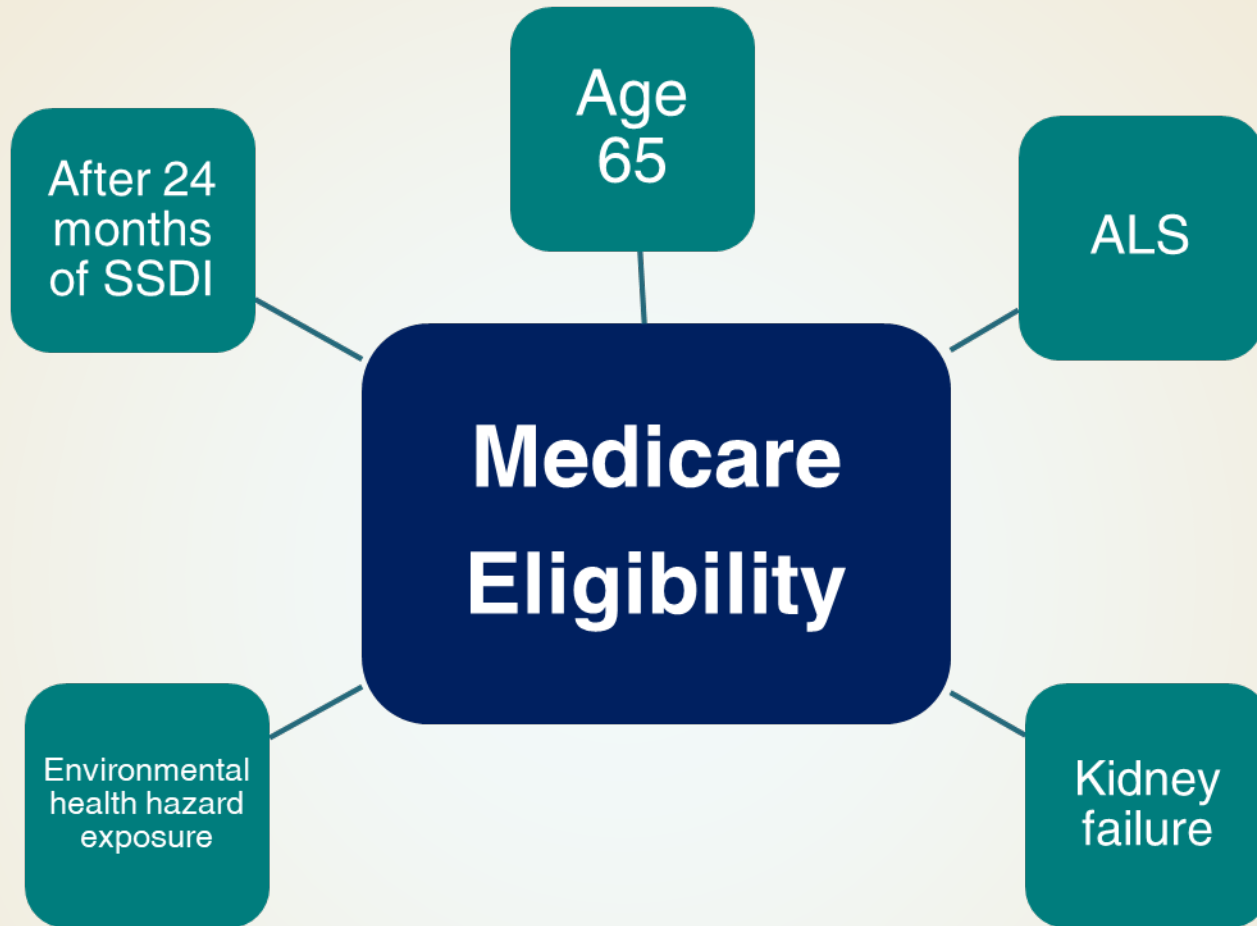 Age
65
After 24
months
of SSDI
ALS
Medicare
Eligibility
Environmental
health hazard
exposure
Kidney
failure